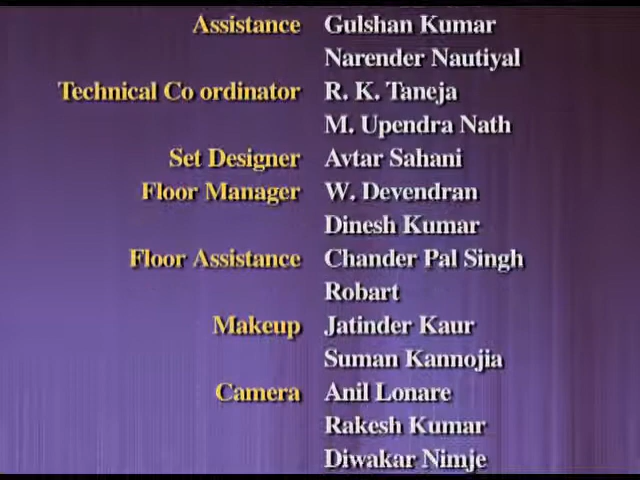 Assistance Gulshan Kumar
Narender Nautiyal
Technical Co ordinator R. K. Taneja
M. Upendra Nath
Set Designer Avtar Sahani
Floor Manager W. Devendran
Dinesh Kumar
Floor Assistance Chander Pal Singh
Robart
Makeup Jatinder Kaur
Suman Kannojia
Camera Anil Lonare
Rakesh Kumar
Diwakar Nimje